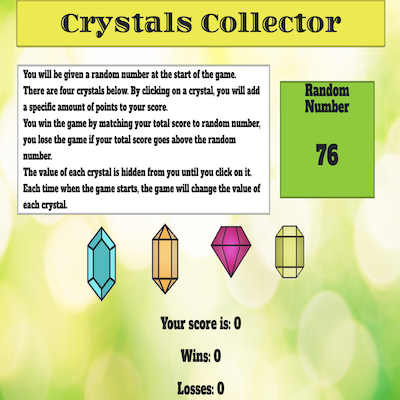 Crystals Collector
You will be given a random number at the start of the game.
There are four crystals below. By clicking on a crystal, you will add
a specific amount of points to your score.
You win the game by matching your total score to random number,
you lose the game if your total score goes above the random
number.
The value of each crystal is hidden from you until you click on it.
Each time when the game starts, the game will change the value of
each crystal.
Random
Number
76
Your score is: 0
Wins: 0
Losses: 0